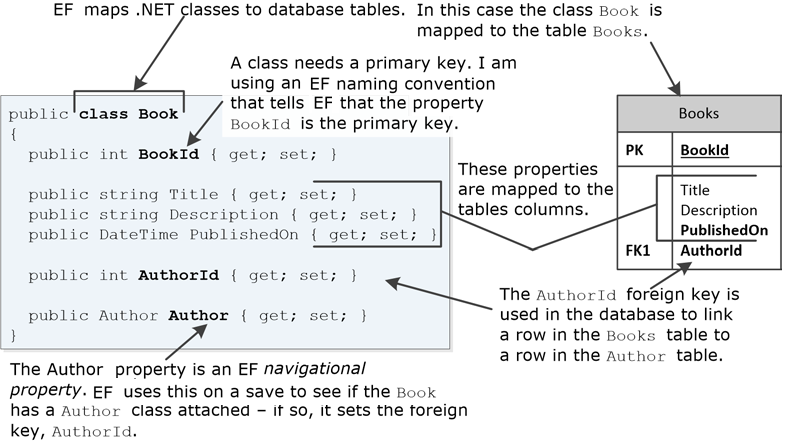 EF maps .NET classes to database tables.
In this case the class Book is
mapped to the table Books.
A class needs a primary key. I am
using an EF naming convention
that tells EF that the property
BookId is the primary key.
public class Book
{
public int BookId { get; set; }
public string Title { get; set; }
public string Description { get; set; }
public DateTime PublishedOn { get; set; }
public int AuthorId { get; set; }
public Author Author { get; set; }
}
These properties
are mapped to the
tables columns.
Books
PK BookId
Title
Description
PublishedOn
FK1 AuthorId
The AuthorId foreign key is
used in the database to link
a row in the Books table to
a row in the Author table.
The Author property is an EF navigational
property. EF uses this on a save to see if the Book
has a Author class attached – if so, it sets the foreign
key, AuthorId.